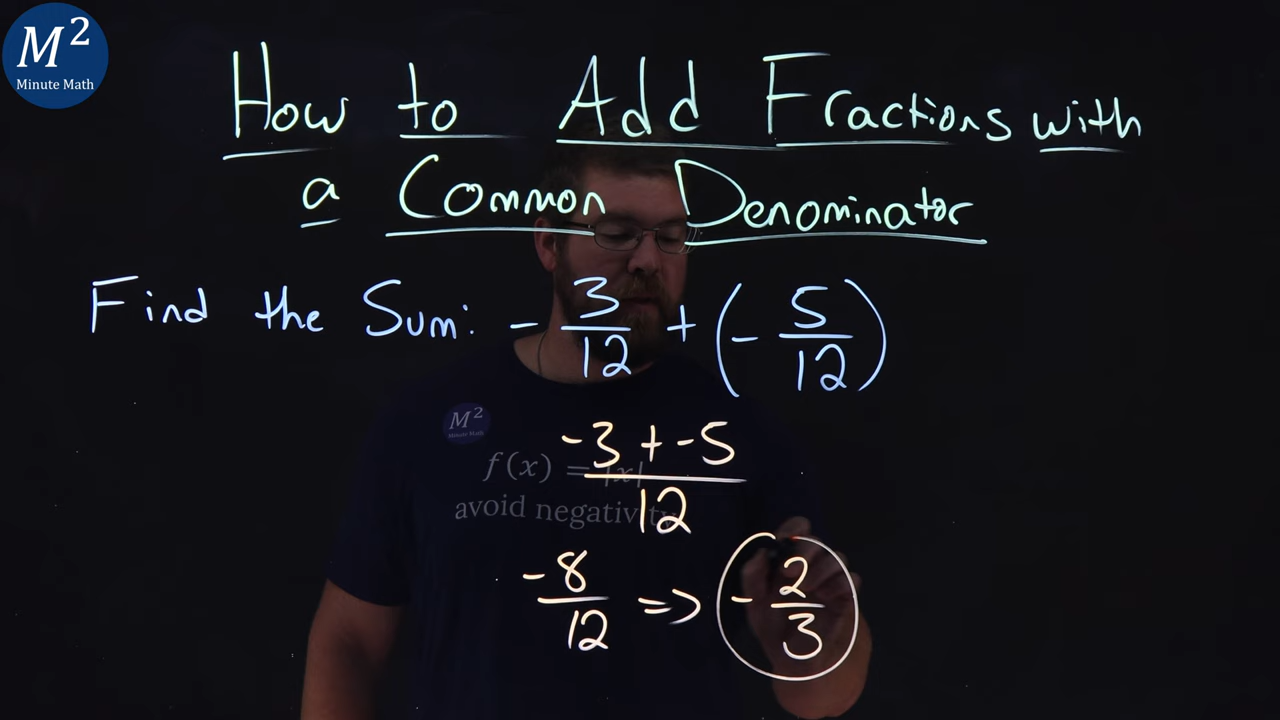 M²
Minute Math
How to Add Fractions with
a Common Denominator
Find the Sum: - 3/12 + (- 5/12)
M²
Minute Math
-3 + -5
12
f(x) = |x|
avoid negativity
-8/12 => - 2/3